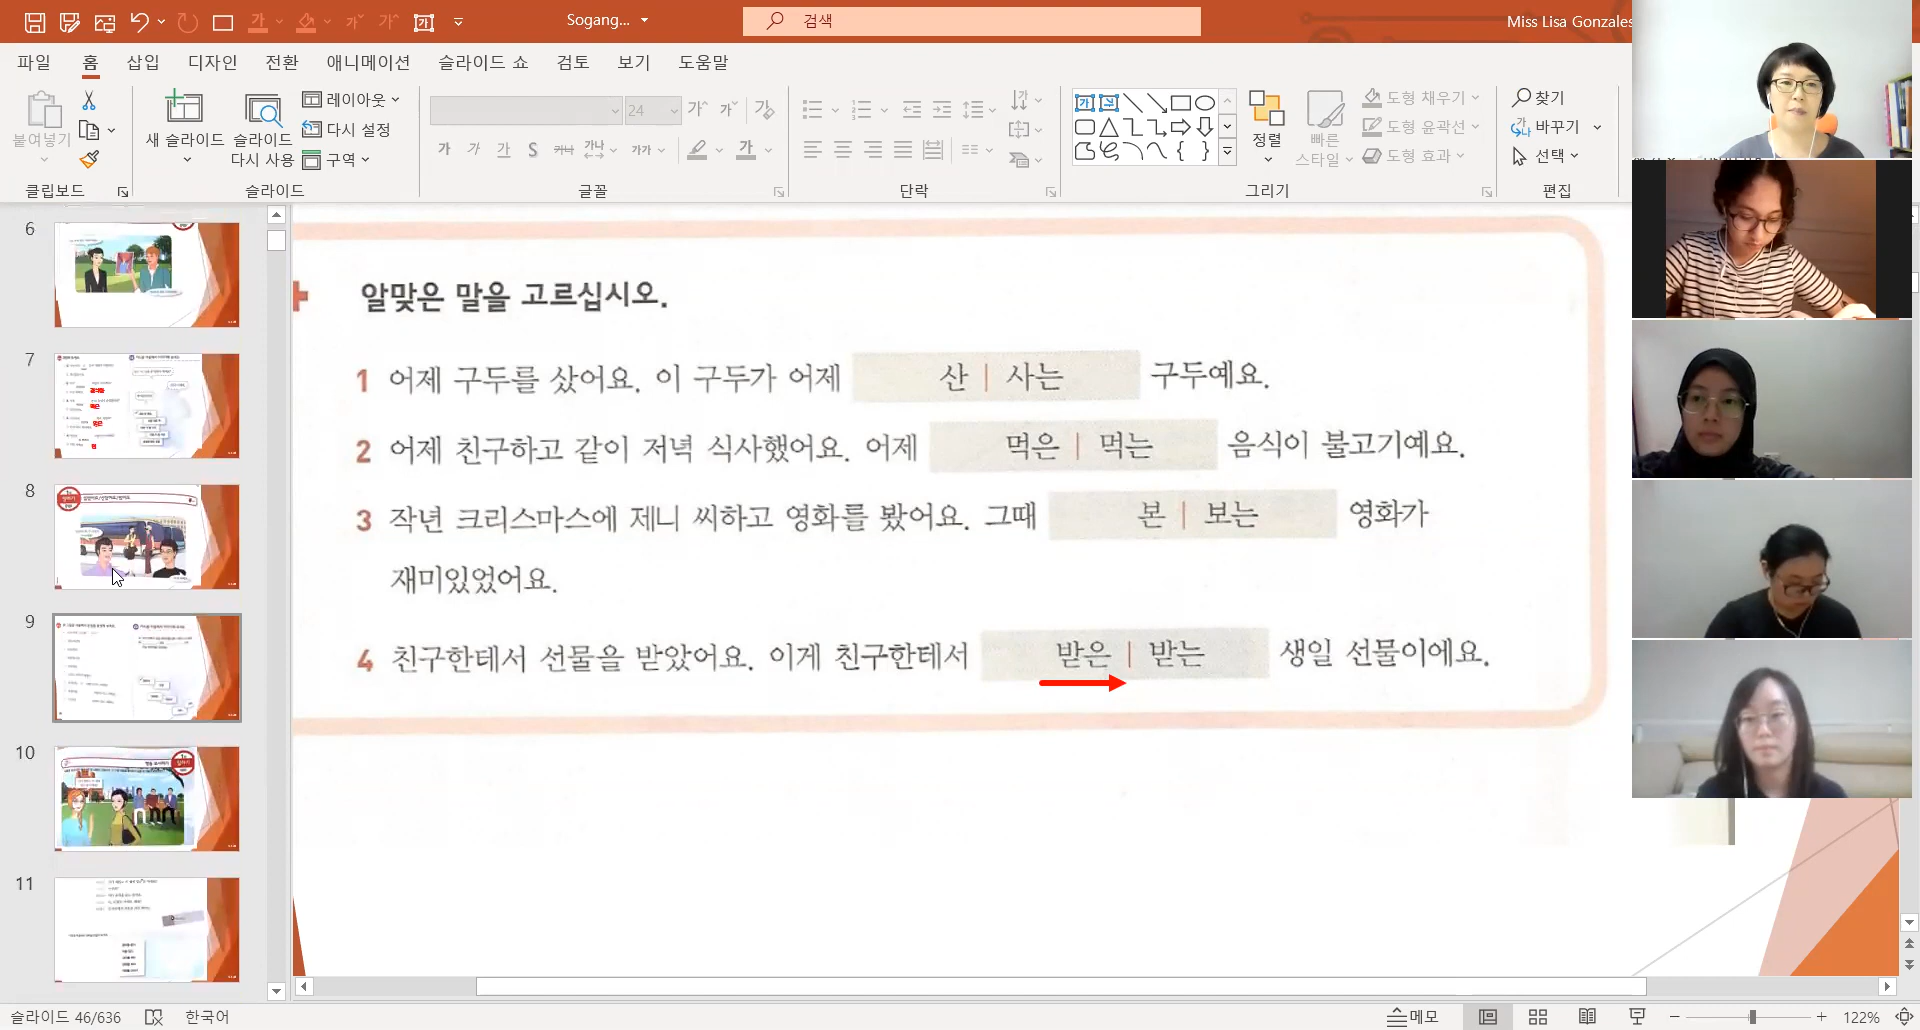 Sogang...
검색
Miss Lisa Gonzales
파일 홈 삽입 디자인 전환 애니메이션 슬라이드 쇼 검토 보기 도움말
붙여넣기
새 슬라이드
슬라이드 다시 사용
레이아웃
다시 설정
구역
24
도형 채우기
도형 윤곽선
도형 효과
정렬
빠른 스타일
찾기
바꾸기
선택
클립보드 슬라이드 글꼴 단락 그리기 편집
6
7
8
9
10
11
알맞은 말을 고르십시오.
1 어제 구두를 샀어요. 이 구두가 어제 산 | 사는 구두예요.
2 어제 친구하고 같이 저녁 식사했어요. 어제 먹은 | 먹는 음식이 불고기예요.
3 작년 크리스마스에 제니 씨하고 영화를 봤어요. 그때 본 | 보는 영화가
재미있었어요.
4 친구한테서 선물을 받았어요. 이게 친구한테서 받은 | 받는 생일 선물이에요.
슬라이드 46/636 한국어
메모
122%